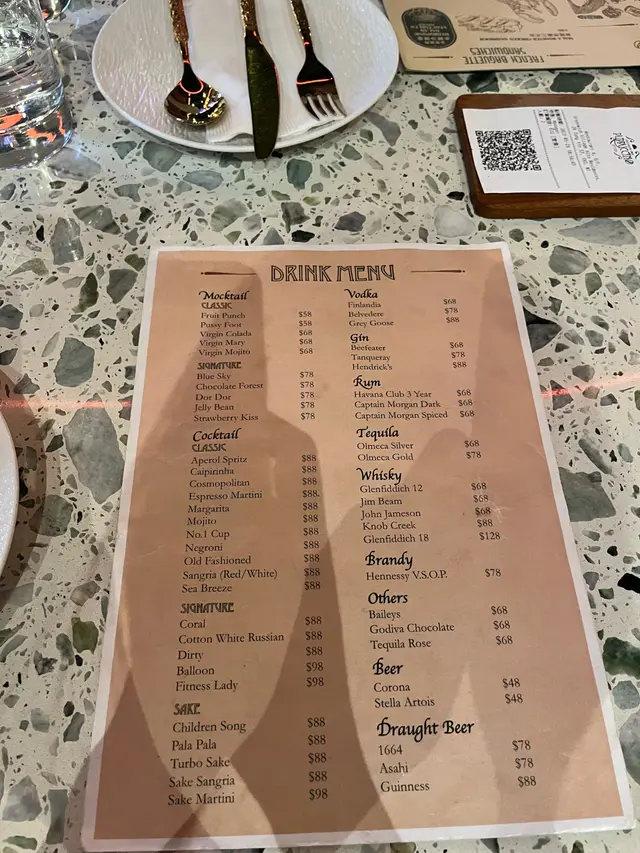 FRENCH BAGUETTE
SANDWICHES
DRINK MENU
Mocktail
CLASSIC
Fruit Punch $58
Pussy Foot $58
Virgin Colada $68
Virgin Mary $68
Virgin Mojito $68
SIGNATURE
Blue Sky $78
Chocolate Forest $78
Dor Dor $78
Jelly Bean $78
Strawberry Kiss $78
Cocktail
CLASSIC
Aperol Spritz $88
Caipirinha $88
Cosmopolitan $88
Espresso Martini $88
Margarita $88
Mojito $88
No.1 Cup $88
Negroni $88
Old Fashioned $88
Sangria (Red/White) $88
Sea Breeze $88
SIGNATURE
Coral $88
Cotton White Russian $88
Dirty $88
Balloon $98
Fitness Lady $98
SAKE
Children Song $88
Pala Pala $88
Turbo Sake $88
Sake Sangria $88
Sake Martini $98
Vodka
Finlandia $68
Belvedere $78
Grey Goose $88
Gin
Beefeater $68
Tanqueray $78
Hendrick's $88
Rum
Havana Club 3 Year $68
Captain Morgan Dark $68
Captain Morgan Spiced $68
Tequila
Olmeca Silver $68
Olmeca Gold $78
Whisky
Glenfiddich 12 $68
Jim Beam $68
John Jameson $68
Knob Creek $88
Glenfiddich 18 $128
Brandy
Hennessy V.S.O.P. $78
Others
Baileys $68
Godiva Chocolate $68
Tequila Rose $68
Beer
Corona $48
Stella Artois $48
Draught Beer
1664 $78
Asahi $78
Guinness $88